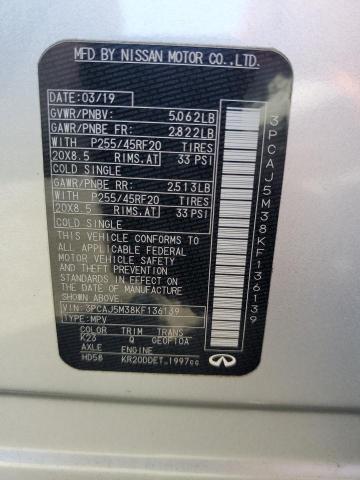 MFD BY NISSAN MOTOR CO.,LTD.
DATE:03/19
GVWR/PNBV: 5.062LB
GAWR/PNBE FR: 2.822LB
WITH P255/45RF20 TIRES
20X8.5 RIMS.AT 33 PSI
COLD SINGLE
GAWR/PNBE RR: 2.513LB
WITH P255/45RF20 TIRES
20X8.5 RIMS.AT 33 PSI
COLD SINGLE
THIS VEHICLE CONFORMS TO
ALL APPLICABLE FEDERAL
MOTOR VEHICLE SAFETY
AND THEFT PREVENTION
STANDARDS IN EFFECT ON
THE DATE OF MANUFACTURE
SHOWN ABOVE.
VIN:3PCAJ5M38KF136139
TYPE:MPV
COLOR TRIM TRANS
K23 Q GE0F10A
AXLE ENGINE
HD58 KR20DDET 1997cc
INFINITI
3PCAJ5M38KF136139